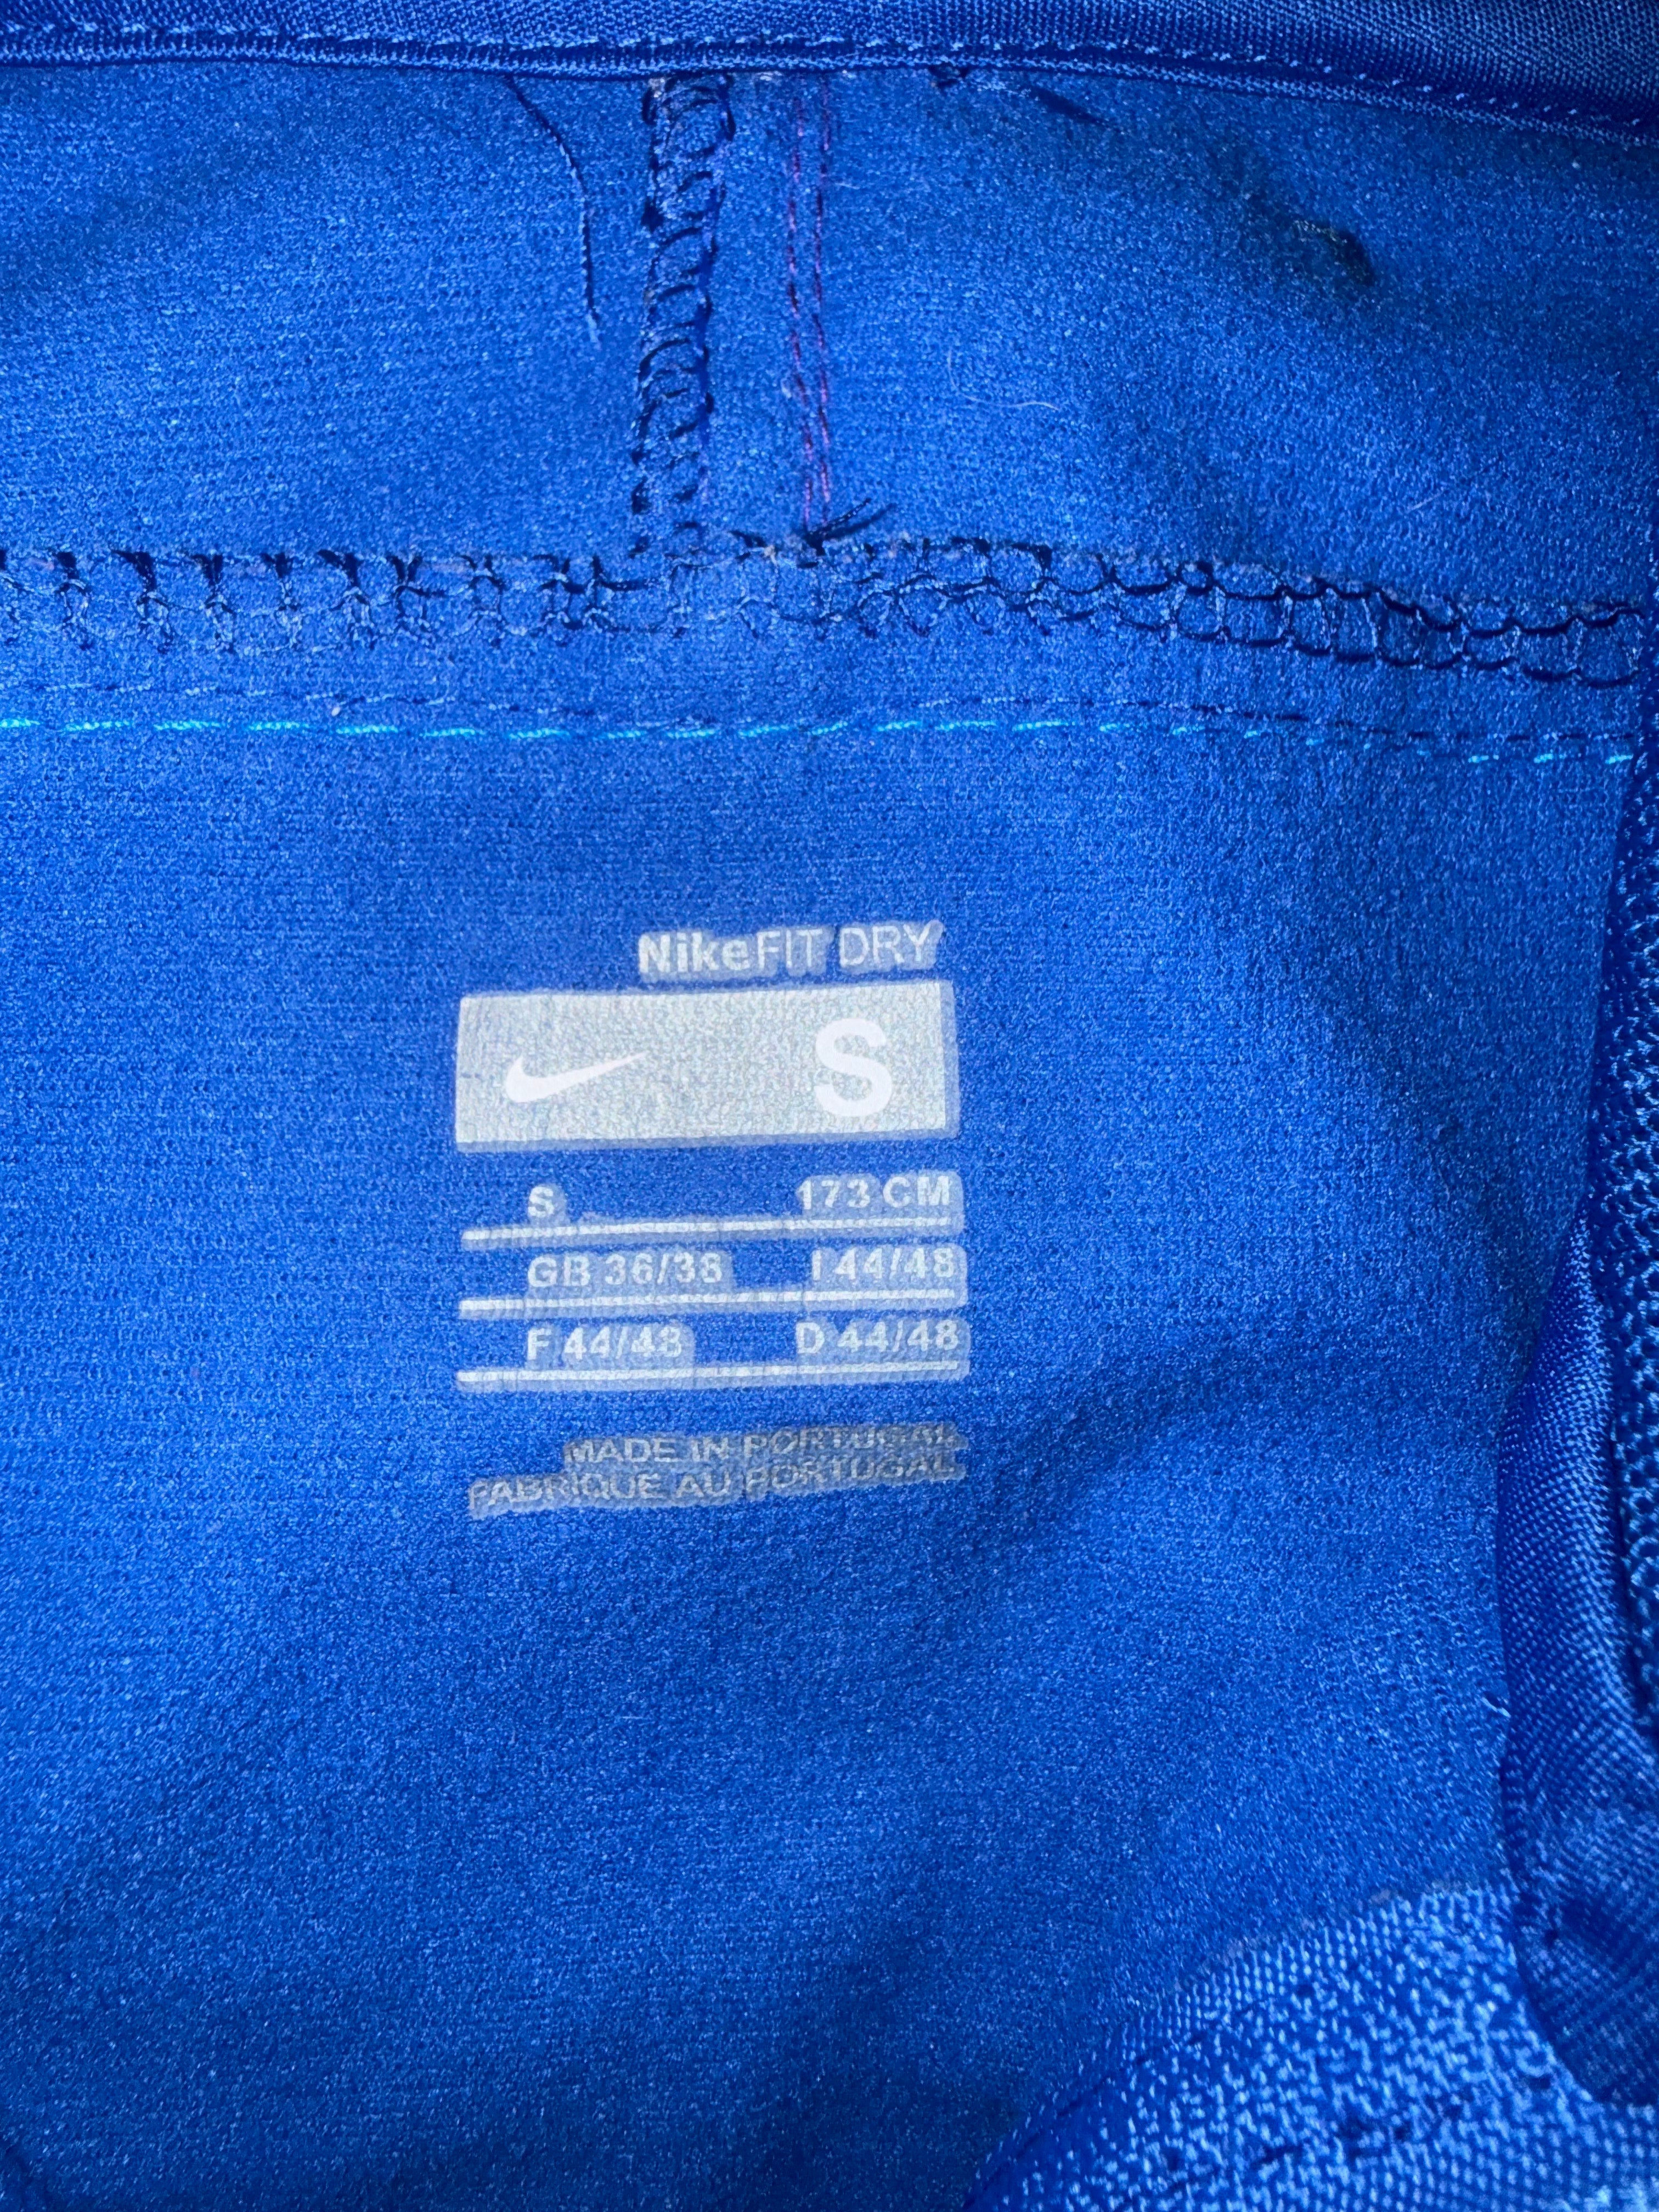 NikeFIT DRY
S
S 173 CM
GB 36/38 I 44/48
F 44/48 D 44/48
MADE IN PORTUGAL
FABRIQUE AU PORTUGAL